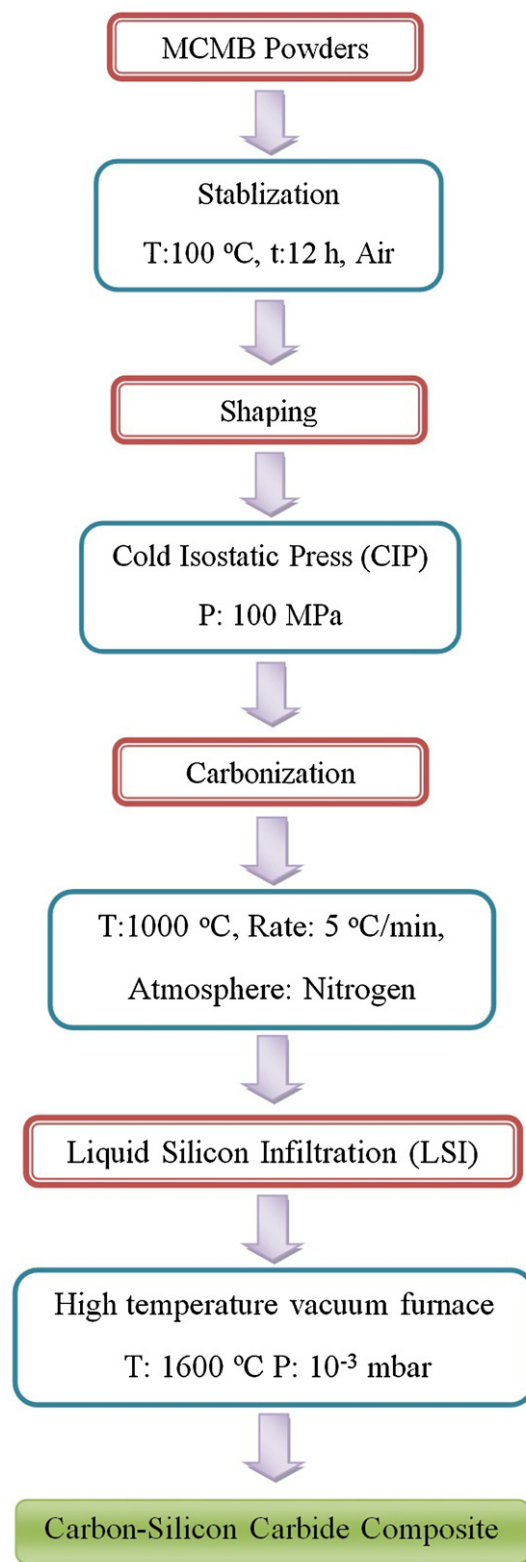 MCMB Powders
Stablization
T:100 ºC, t:12 h, Air
Shaping
Cold Isostatic Press (CIP)
P: 100 MPa
Carbonization
T:1000 ºC, Rate: 5 ºC/min,
Atmosphere: Nitrogen
Liquid Silicon Infiltration (LSI)
High temperature vacuum furnace
T: 1600 ºC P: 10⁻³ mbar
Carbon-Silicon Carbide Composite